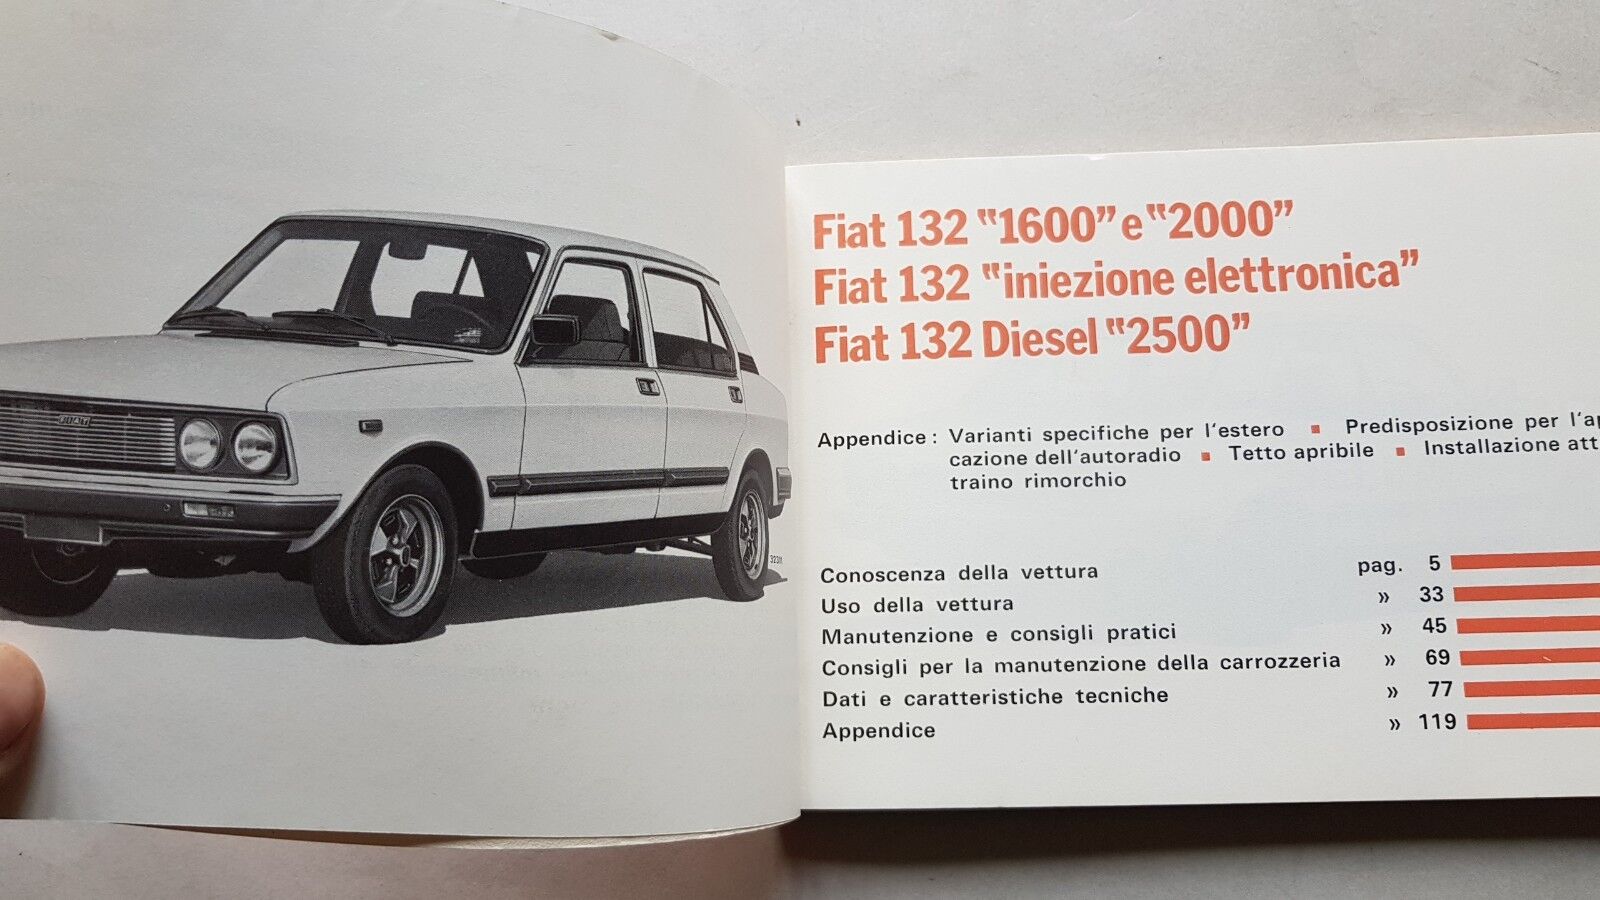 FIAT
32311
Fiat 132 "1600" e "2000"
Fiat 132 "iniezione elettronica"
Fiat 132 Diesel "2500"
Appendice : Varianti specifiche per l'estero ▪ Predisposizione per l'ap
cazione dell'autoradio ▪ Tetto apribile ▪ Installazione att
traino rimorchio
Conoscenza della vettura pag. 5
Uso della vettura » 33
Manutenzione e consigli pratici » 45
Consigli per la manutenzione della carrozzeria » 69
Dati e caratteristiche tecniche » 77
Appendice » 119